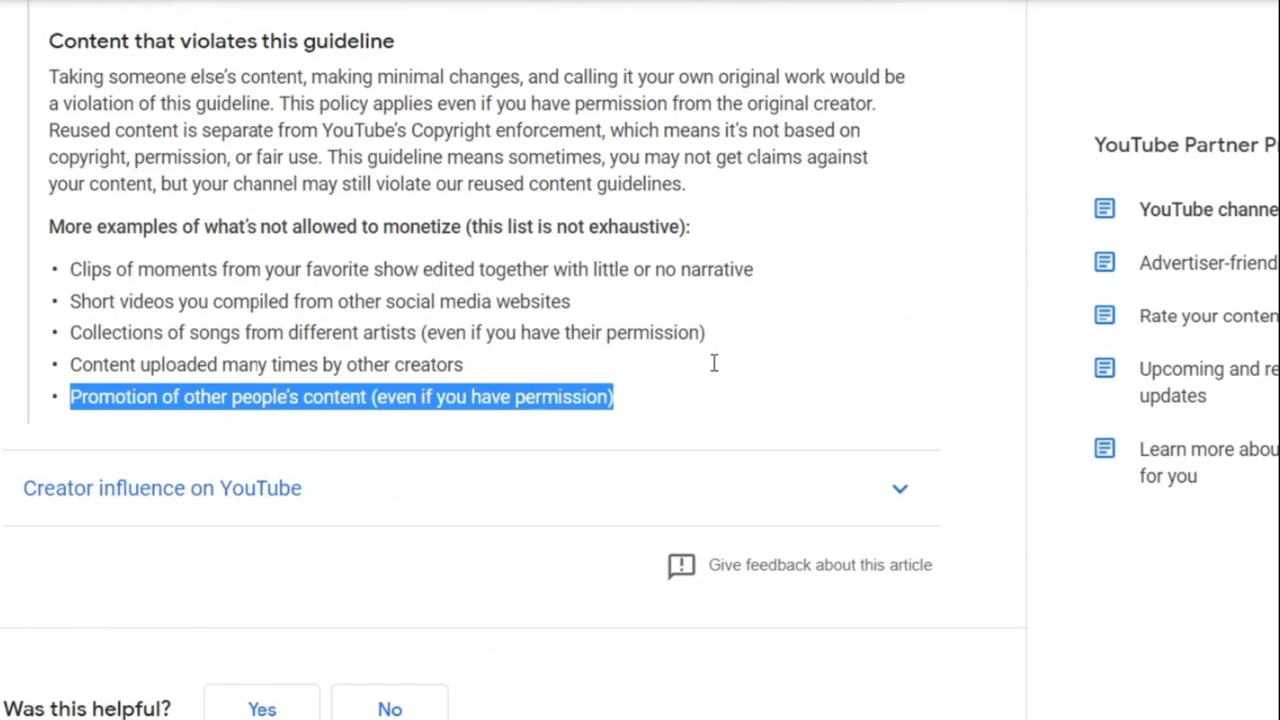 Content that violates this guideline
Taking someone else's content, making minimal changes, and calling it your own original work would be
a violation of this guideline. This policy applies even if you have permission from the original creator.
Reused content is separate from YouTube's Copyright enforcement, which means it's not based on
copyright, permission, or fair use. This guideline means sometimes, you may not get claims against
your content, but your channel may still violate our reused content guidelines.
More examples of what's not allowed to monetize (this list is not exhaustive):
• Clips of moments from your favorite show edited together with little or no narrative
• Short videos you compiled from other social media websites
• Collections of songs from different artists (even if you have their permission)
• Content uploaded many times by other creators
• Promotion of other people's content (even if you have permission)
Creator influence on YouTube
Give feedback about this article
Was this helpful?
Yes
No
YouTube Partner P
YouTube channe
Advertiser-friend
Rate your conten
Upcoming and re
updates
Learn more abou
for you